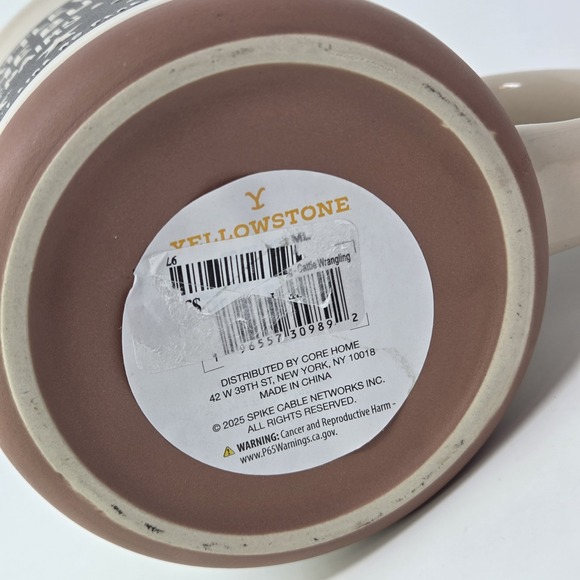 Y
YELLOWSTONE
ML
L6
- Cattle Wrangling
1 96557 30989 2
DISTRIBUTED BY CORE HOME
42 W 39TH ST, NEW YORK, NY 10018
MADE IN CHINA
© 2025 SPIKE CABLE NETWORKS INC.
ALL RIGHTS RESERVED.
WARNING: Cancer and Reproductive Harm -
www.P65Warnings.ca.gov.